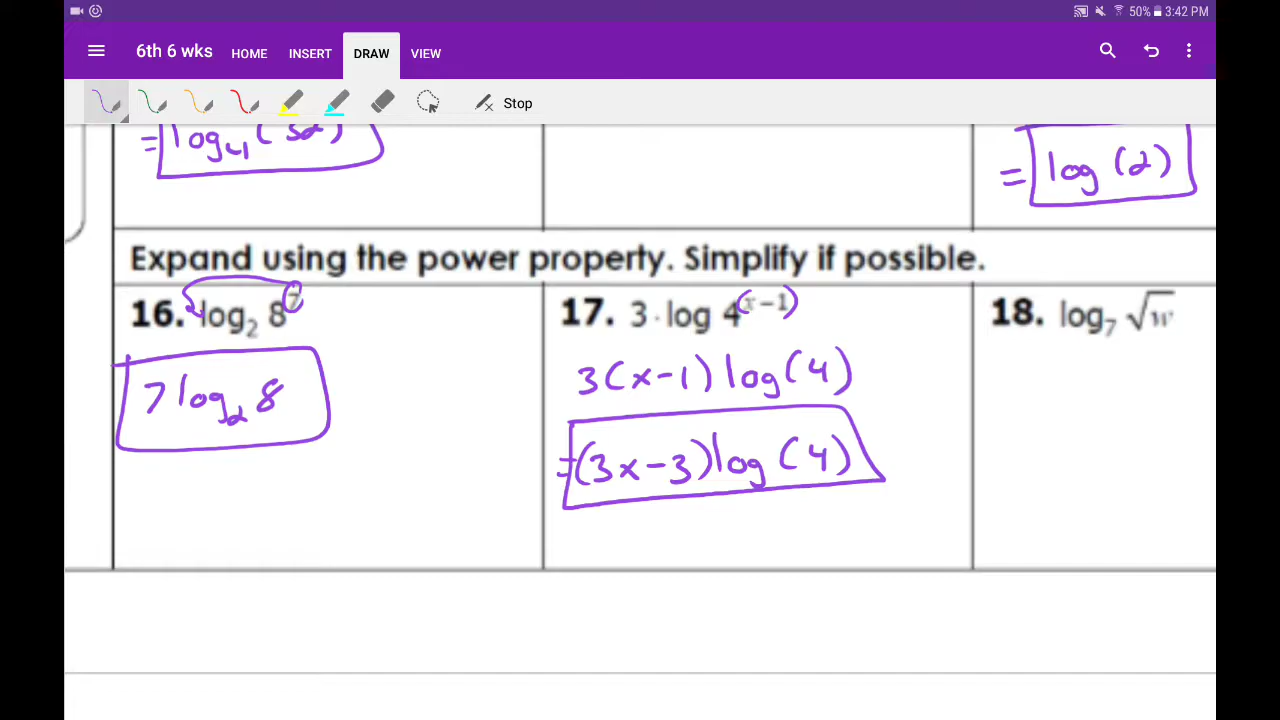 50% 3:42 PM
6th 6 wks HOME INSERT DRAW VIEW
Stop
= log₄(32)
= log (2)
Expand using the power property. Simplify if possible.
16. log₂ 8⁷
7 log₂ 8
17. 3 · log 4^(x−1)
3(x-1) log(4)
=(3x-3) log (4)
18. log₇ √w